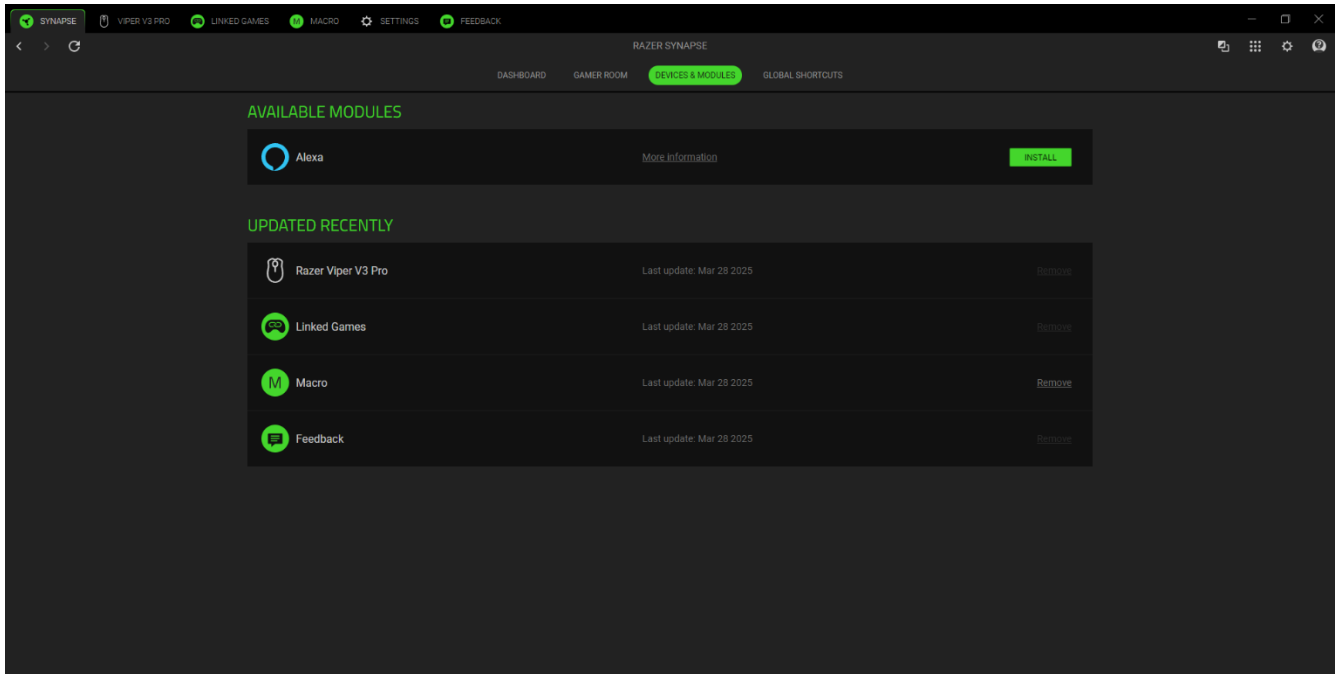 SYNAPSE VIPER V3 PRO LINKED GAMES M MACRO SETTINGS FEEDBACK
RAZER SYNAPSE
DASHBOARD GAMER ROOM DEVICES & MODULES GLOBAL SHORTCUTS
AVAILABLE MODULES
Alexa More information INSTALL
UPDATED RECENTLY
Razer Viper V3 Pro Last update: Mar 28 2025 Remove
Linked Games Last update: Mar 28 2025 Remove
M Macro Last update: Mar 28 2025 Remove
Feedback Last update: Mar 28 2025 Remove